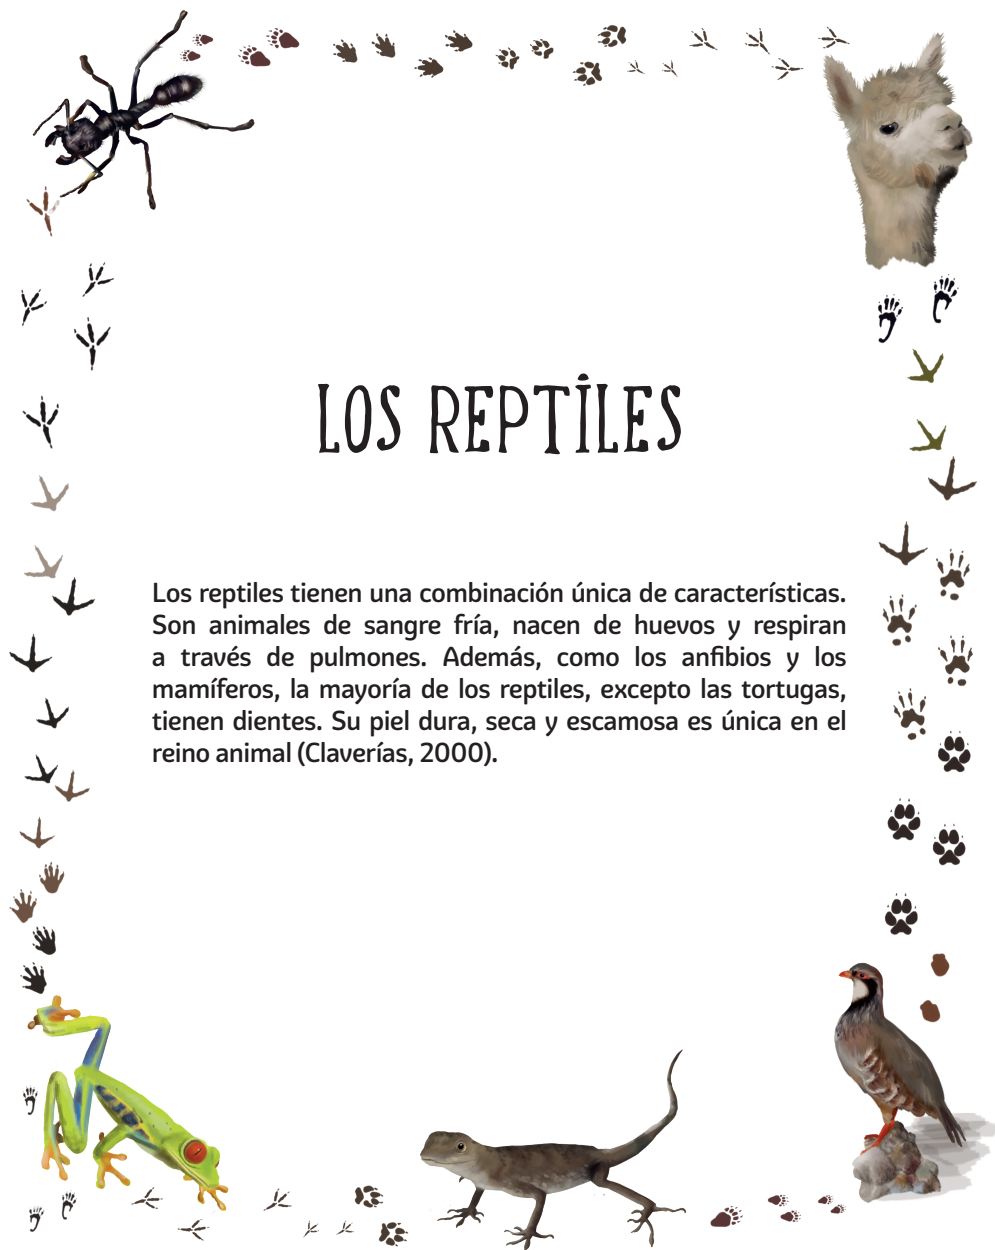 LOS REPTILES
Los reptiles tienen una combinación única de características.
Son animales de sangre fría, nacen de huevos y respiran
a través de pulmones. Además, como los anfibios y los
mamíferos, la mayoría de los reptiles, excepto las tortugas,
tienen dientes. Su piel dura, seca y escamosa es única en el
reino animal (Claverías, 2000).